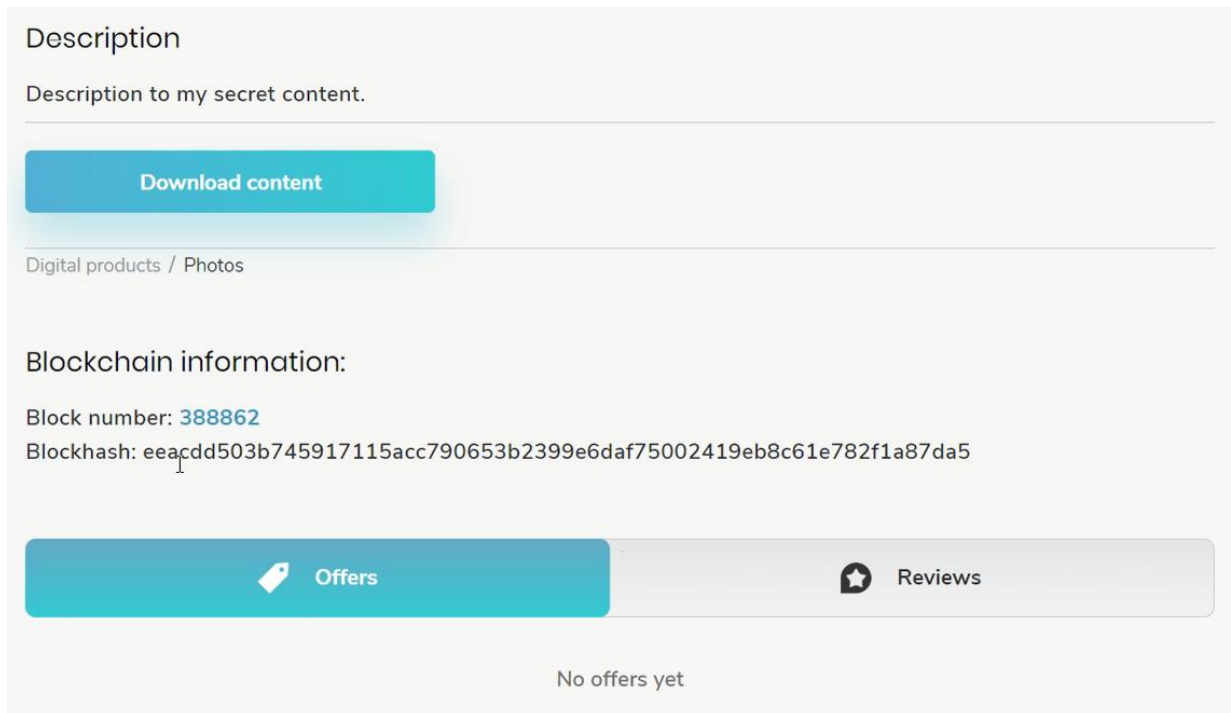 Description
Description to my secret content.
Download content
Digital products / Photos
Blockchain information:
Block number: 388862
Blockhash: eeacdd503b745917115acc790653b2399e6daf75002419eb8c61e782f1a87da5
Offers
Reviews
No offers yet